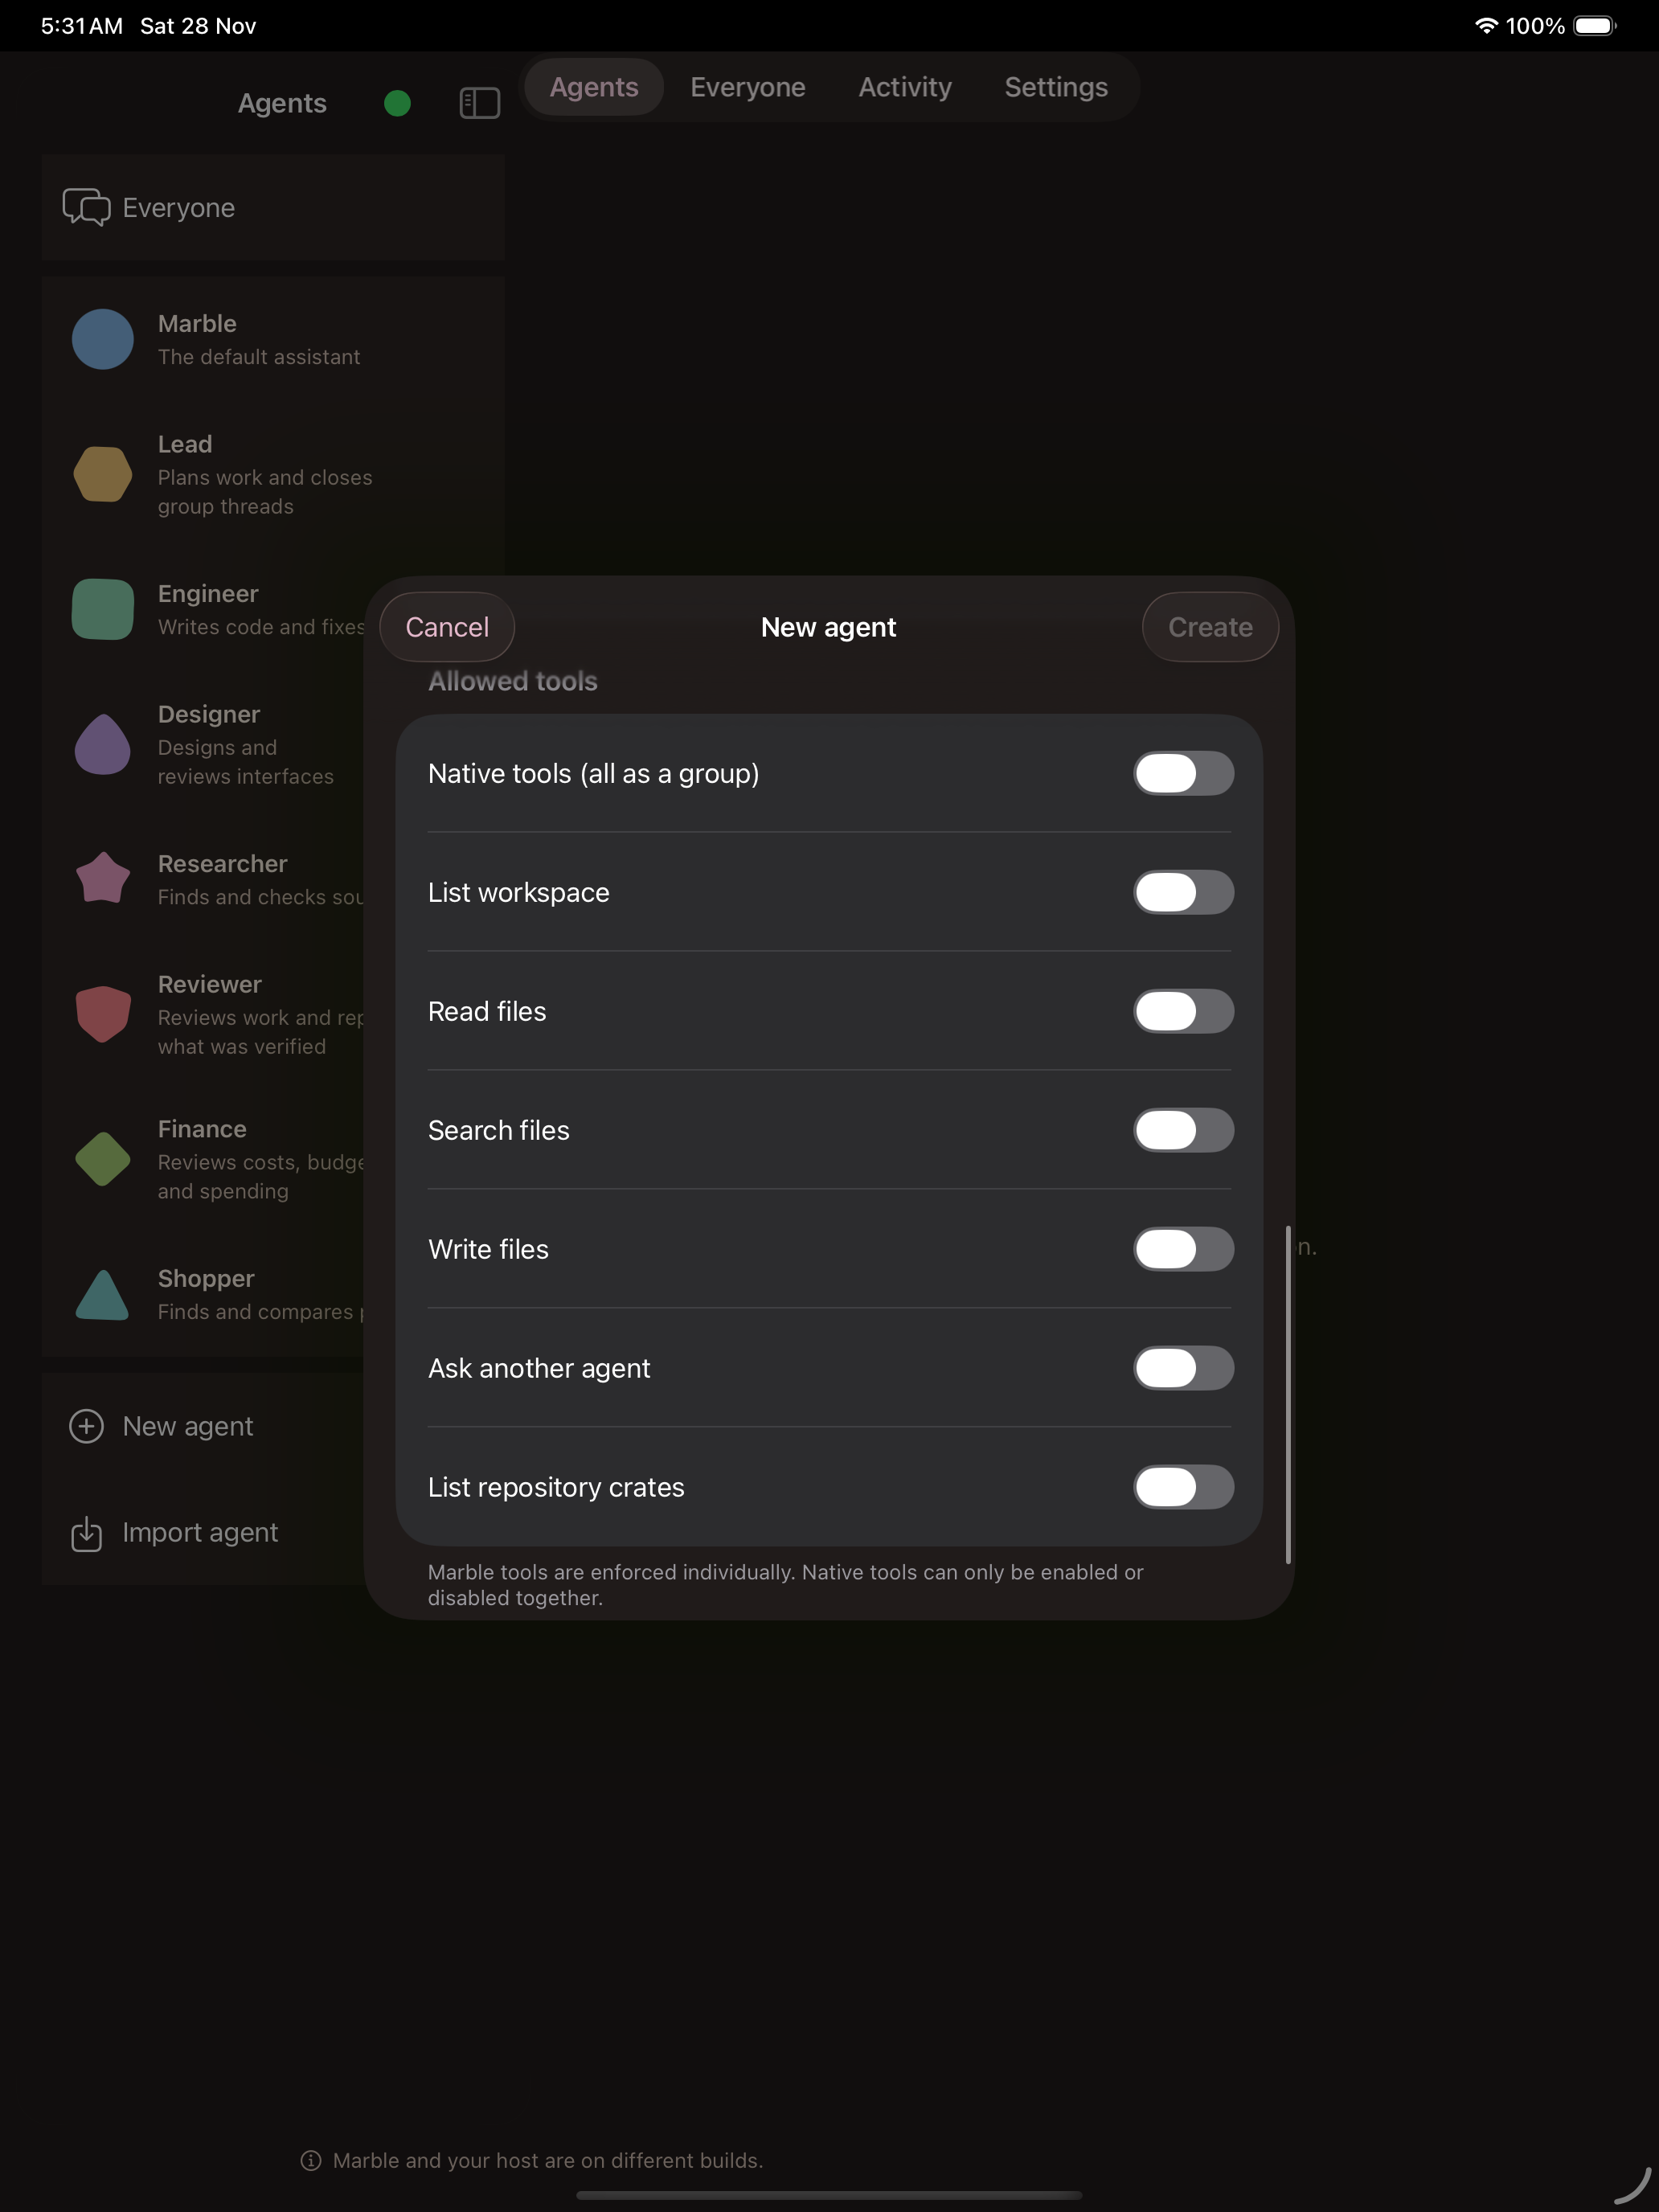 5:31 AM Sat 28 Nov
100%
Agents
Agents Everyone Activity Settings
Everyone
Marble
The default assistant
Lead
Plans work and closes
group threads
Engineer
Writes code and fixes
Designer
Designs and
reviews interfaces
Researcher
Finds and checks
Reviewer
Reviews work and
what was verified
Finance
Reviews costs,
and spending
Shopper
Finds and compares
New agent
Import agent
Cancel
New agent
Create
Allowed tools
Native tools (all as a group)
List workspace
Read files
Search files
Write files
Ask another agent
List repository crates
Marble tools are enforced individually. Native tools can only be enabled or
disabled together.
Marble and your host are on different builds.